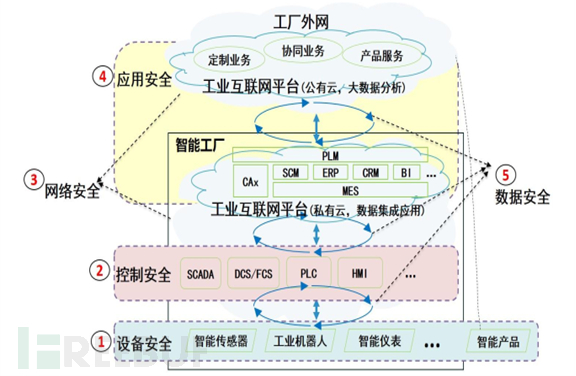 工厂外网
定制业务
协同业务
产品服务
④ 应用安全
工业互联网平台(公有云，大数据分析)
智能工厂
PLM
CAx
SCM
ERP
CRM
BI
...
MES
③ 网络安全
⑤ 数据安全
工业互联网平台(私有云，数据集成应用)
② 控制安全
SCADA
DCS/FCS
PLC
HMI
...
① 设备安全
智能传感器
工业机器人
智能仪表
...
智能产品
FREEBUF